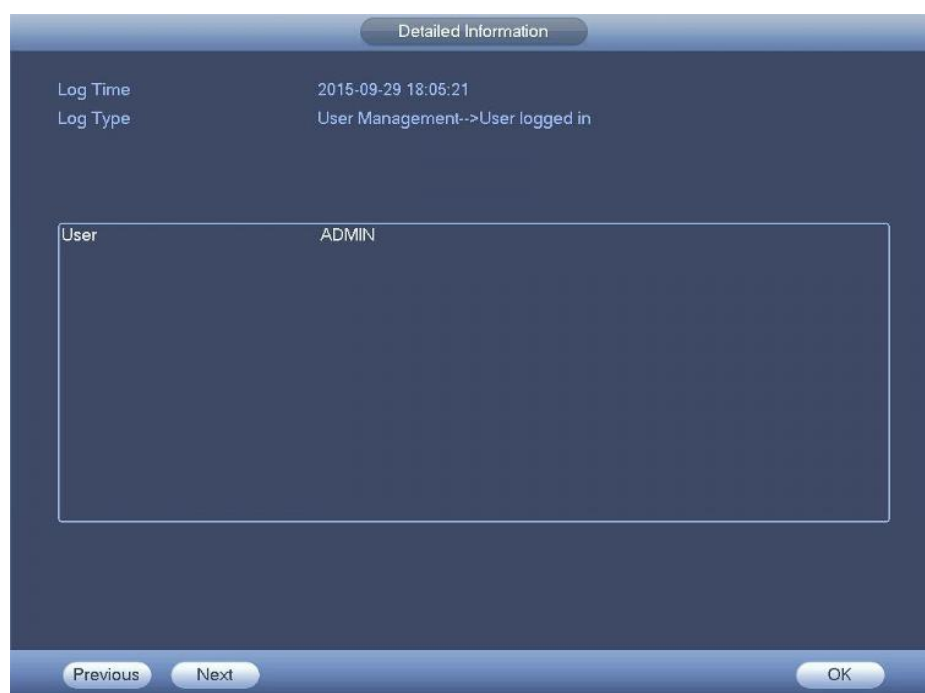 Detailed Information
Log Time 2015-09-29 18:05:21
Log Type User Management-->User logged in
User ADMIN
Previous Next OK